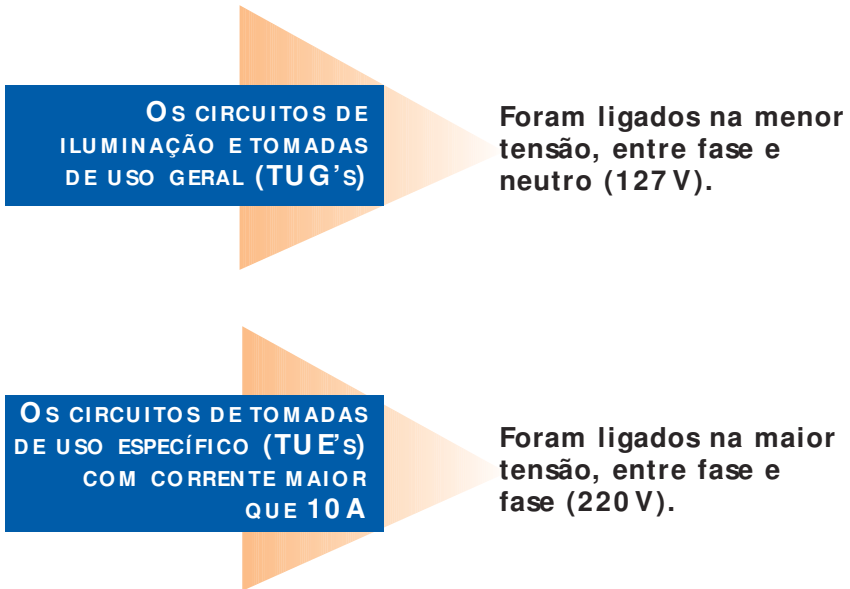 OS CIRCUITOS DE
ILUMINAÇÃO E TOMADAS
DE USO GERAL (TUG'S)
Foram ligados na menor
tensão, entre fase e
neutro (127 V).
OS CIRCUITOS DE TOMADAS
DE USO ESPECÍFICO (TUE'S)
COM CORRENTE MAIOR
QUE 10 A
Foram ligados na maior
tensão, entre fase e
fase (220 V).